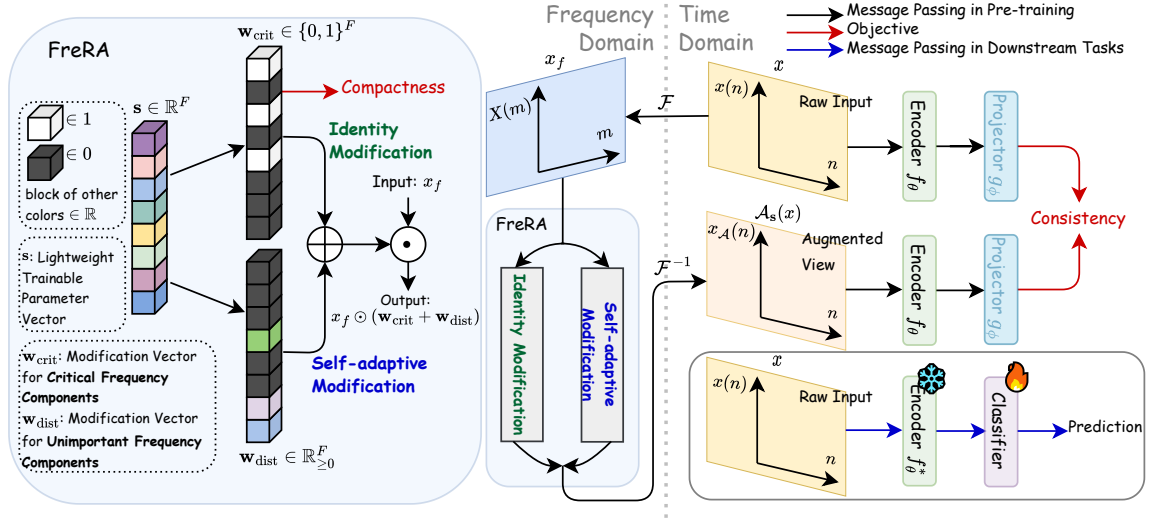 FreRA
w_crit ∈ {0,1}^F
Compactness
s ∈ ℝ^F
∈ 1
∈ 0
block of other
colors ∈ ℝ
s: Lightweight
Trainable
Parameter
Vector
w_crit: Modification Vector
for Critical Frequency
Components
w_dist: Modification Vector
for Unimportant Frequency
Components
Identity
Modification
Input: x_f
Output:
x_f ⊙ (w_crit + w_dist)
Self-adaptive
Modification
w_dist ∈ ℝ^F_≥0
Frequency
Domain
Time
Domain
x_f
X(m)
m
FreRA
Identity Modification
Self-adaptive
Modification
ℱ
ℱ^−1
Message Passing in Pre-training
Objective
Message Passing in Downstream Tasks
x
x(n)
Raw Input
n
Encoder f_θ
Projector g_ϕ
Consistency
𝒜_s(x)
x_𝒜(n)
Augmented
View
n
Encoder f_θ
Projector g_ϕ
x
x(n)
Raw Input
n
Encoder f_θ^*
Classifier
Prediction